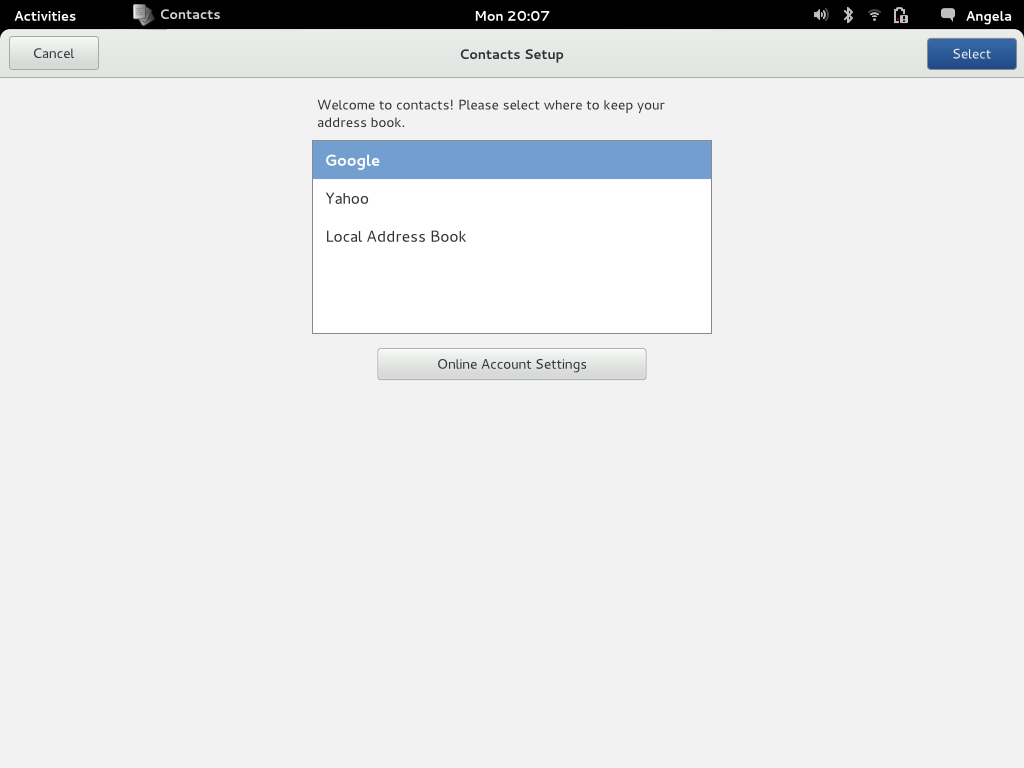 Activities Contacts Mon 20:07 Angela
Cancel Contacts Setup Select
Welcome to contacts! Please select where to keep your
address book.
Google
Yahoo
Local Address Book
Online Account Settings